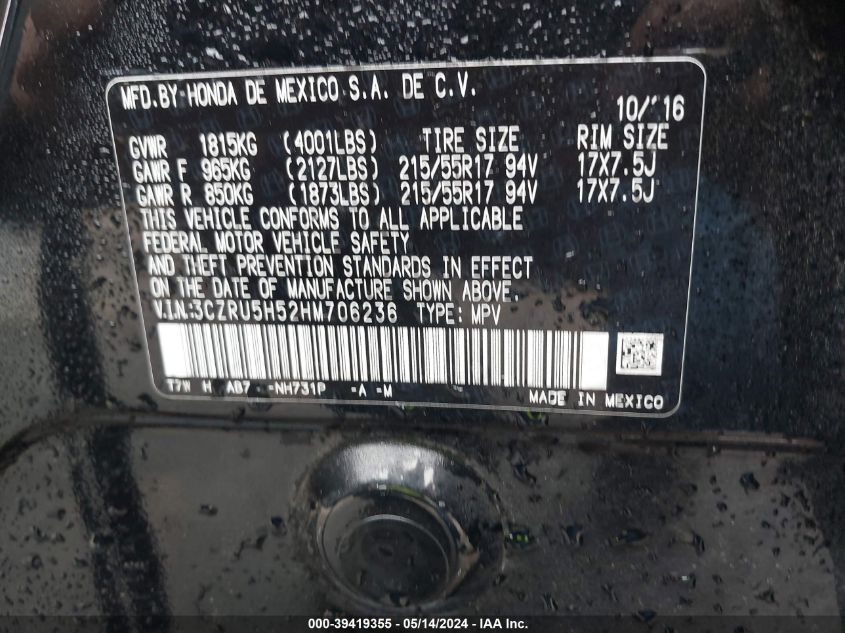 MFD. BY HONDA DE MEXICO S.A. DE C.V.
10/'16
GVWR 1815KG (4001LBS) TIRE SIZE RIM SIZE
GAWR F 965KG (2127LBS) 215/55R17 94V 17X7.5J
GAWR R 850KG (1873LBS) 215/55R17 94V 17X7.5J
THIS VEHICLE CONFORMS TO ALL APPLICABLE
FEDERAL MOTOR VEHICLE SAFETY
AND THEFT PREVENTION STANDARDS IN EFFECT
ON THE DATE OF MANUFACTURE SHOWN ABOVE.
V.I.N.:3CZRU5H52HM706236 TYPE: MPV
T7W H AB7 -NH731P -A -M
MADE IN MEXICO
000-39419355 - 05/14/2024 - IAA, Inc.